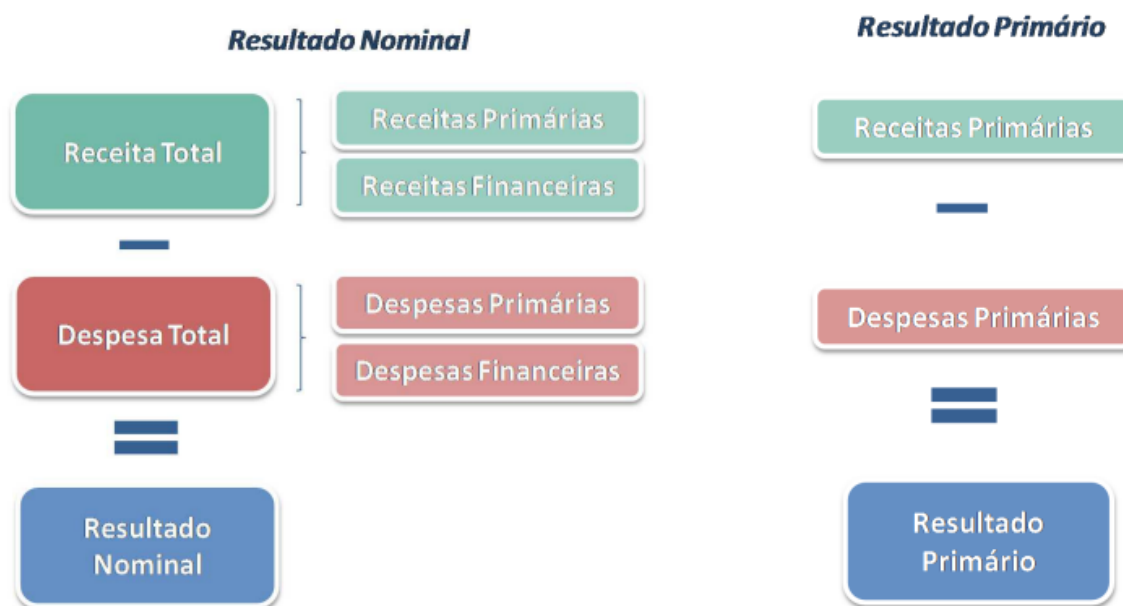 Resultado Nominal
Receita Total
Receitas Primárias
Receitas Financeiras
Despesa Total
Despesas Primárias
Despesas Financeiras
Resultado
Nominal
Resultado Primário
Receitas Primárias
Despesas Primárias
Resultado
Primário